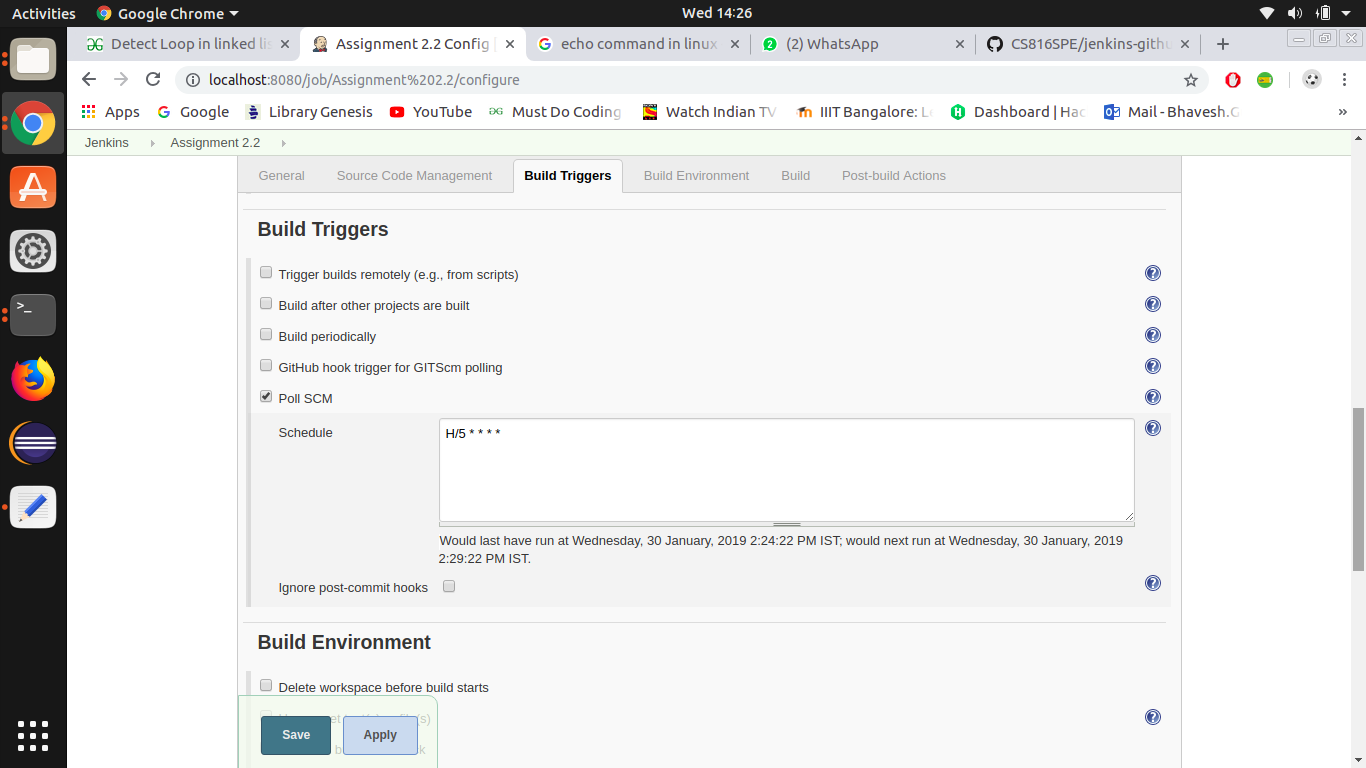 Activities Google Chrome Wed 14:26
Detect Loop in linked lis Assignment 2.2 Config echo command in linux (2) WhatsApp CS816SPE/jenkins-gith
localhost:8080/job/Assignment%202.2/configure
Apps Google Library Genesis YouTube Must Do Coding Watch Indian TV IIIT Bangalore: Le Dashboard | Hac Mail - Bhavesh.G »
Jenkins Assignment 2.2
General Source Code Management Build Triggers Build Environment Build Post-build Actions
Build Triggers
Trigger builds remotely (e.g., from scripts)
Build after other projects are built
Build periodically
GitHub hook trigger for GITScm polling
Poll SCM
Schedule H/5 * * * *
Would last have run at Wednesday, 30 January, 2019 2:24:22 PM IST; would next run at Wednesday, 30 January, 2019
2:29:22 PM IST.
Ignore post-commit hooks
Build Environment
Delete workspace before build starts
Save Apply